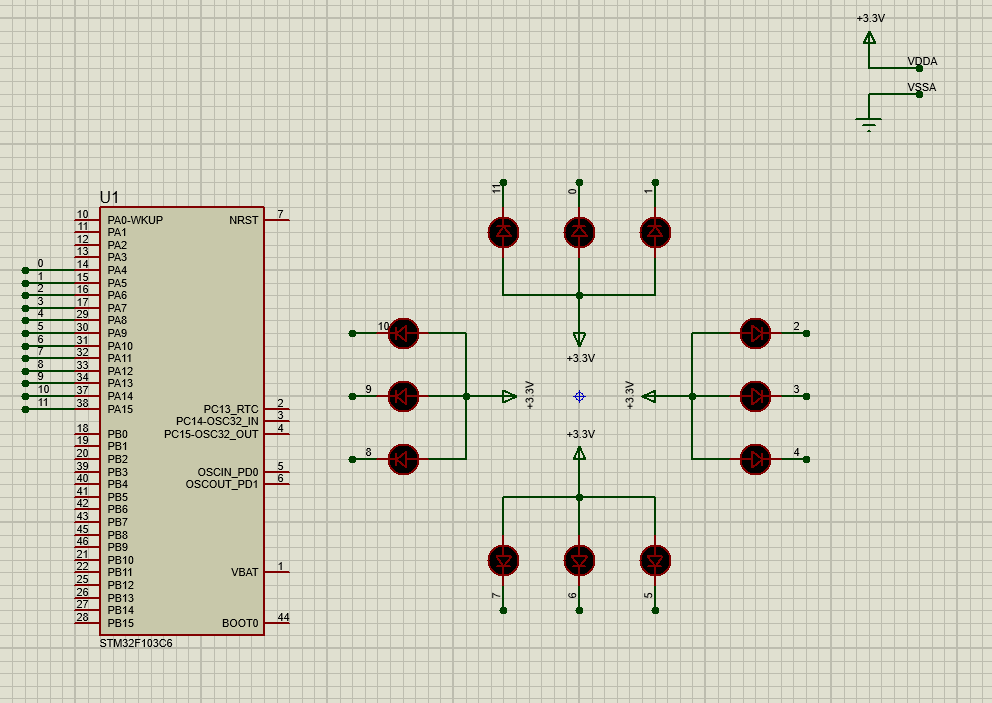 +3.3V
VDDA
VSSA
U1
10 PA0-WKUP NRST 7
11 PA1
12 PA2
13 PA3
0 14 PA4
1 15 PA5
2 16 PA6
3 17 PA7
4 29 PA8
5 30 PA9
6 31 PA10
7 32 PA11
8 33 PA12
9 34 PA13
10 37 PA14
11 38 PA15 PC13_RTC 2
PC14-OSC32_IN 3
18 PB0 PC15-OSC32_OUT 4
19 PB1
20 PB2
39 PB3 OSCIN_PD0 5
40 PB4 OSCOUT_PD1 6
41 PB5
42 PB6
43 PB7
45 PB8
46 PB9
21 PB10
22 PB11 VBAT 1
25 PB12
26 PB13
27 PB14
28 PB15 BOOT0 44
STM32F103C6
11 0 1
+3.3V
10
9
8
+3.3V
+3.3V
2
3
4
+3.3V
7 6 5